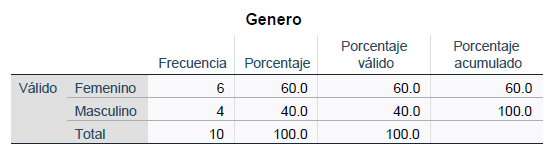 Genero
Frecuencia Porcentaje Porcentaje válido Porcentaje acumulado
Válido Femenino 6 60.0 60.0 60.0
Masculino 4 40.0 40.0 100.0
Total 10 100.0 100.0